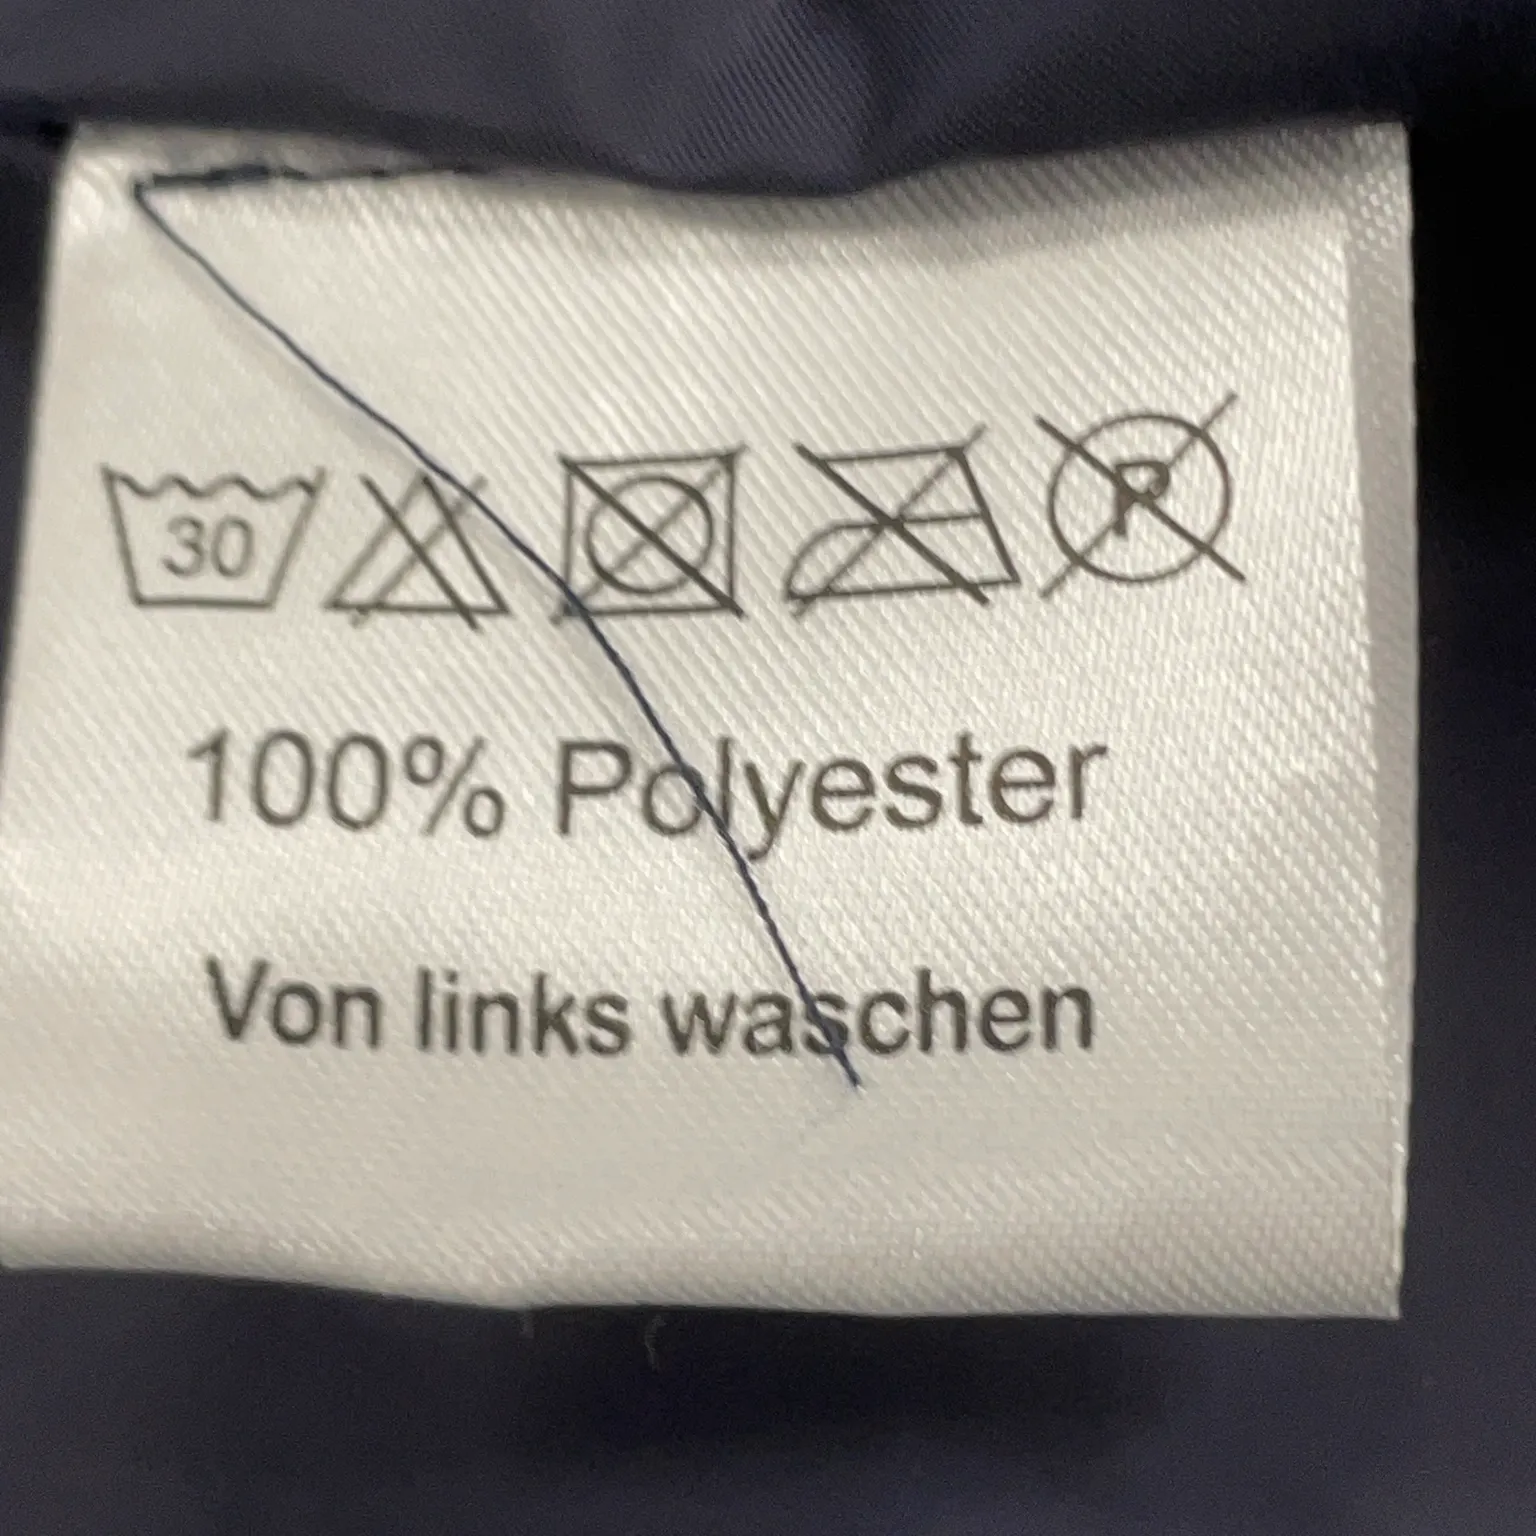 30 P
100% Polyester
Von links waschen